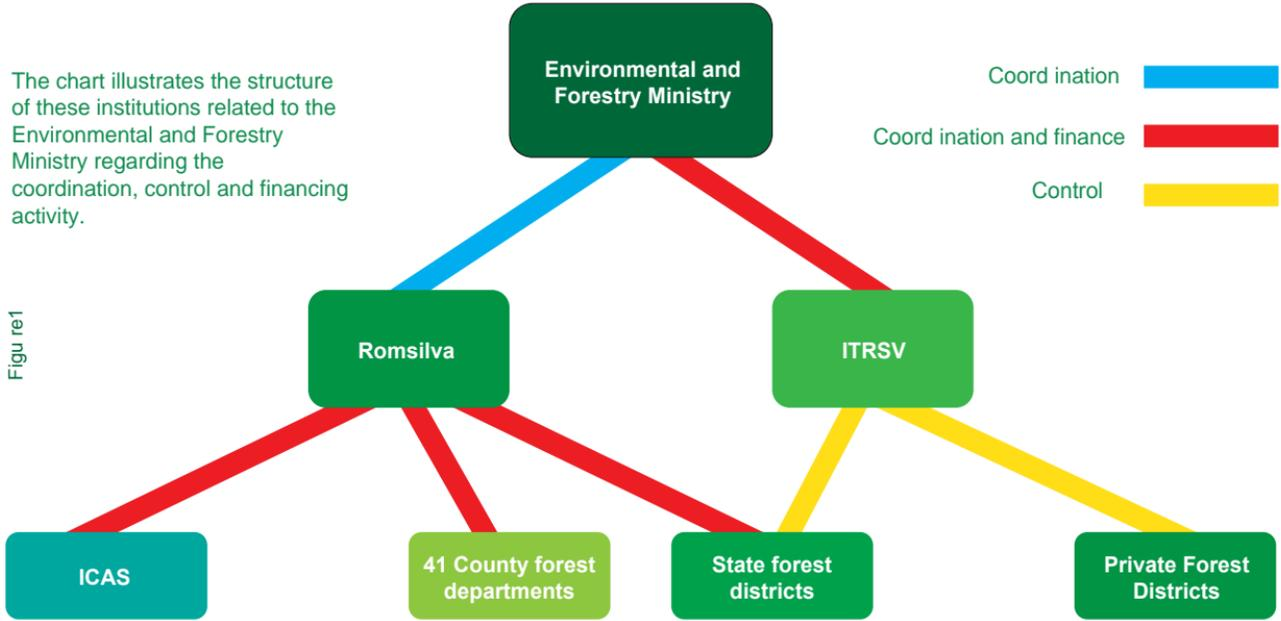 Environmental and
Forestry Ministry
The chart illustrates the structure
of these institutions related to the
Environmental and Forestry
Ministry regarding the
coordination, control and financing
activity.
Coord ination
Coord ination and finance
Control
Figu re1
Romsilva
ITRSV
ICAS
41 County forest
departments
State forest
districts
Private Forest
Districts